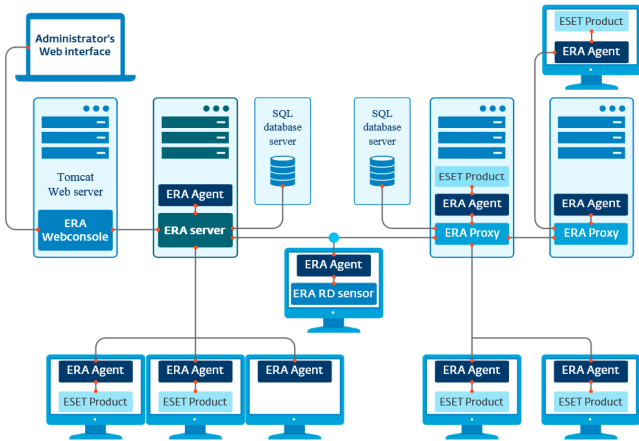 Administrator's
Web interface
ESET Product
ERA Agent
SQL
database
server
SQL
database
server
Tomcat
Web server
ERA
Webconsole
ERA Agent
ERA server
ESET Product
ERA Agent
ERA Proxy
ERA Agent
ERA Proxy
ERA Agent
ERA RD sensor
ERA Agent
ESET Product
ERA Agent
ESET Product
ERA Agent
ERA Agent
ESET Product
ERA Agent
ESET Product